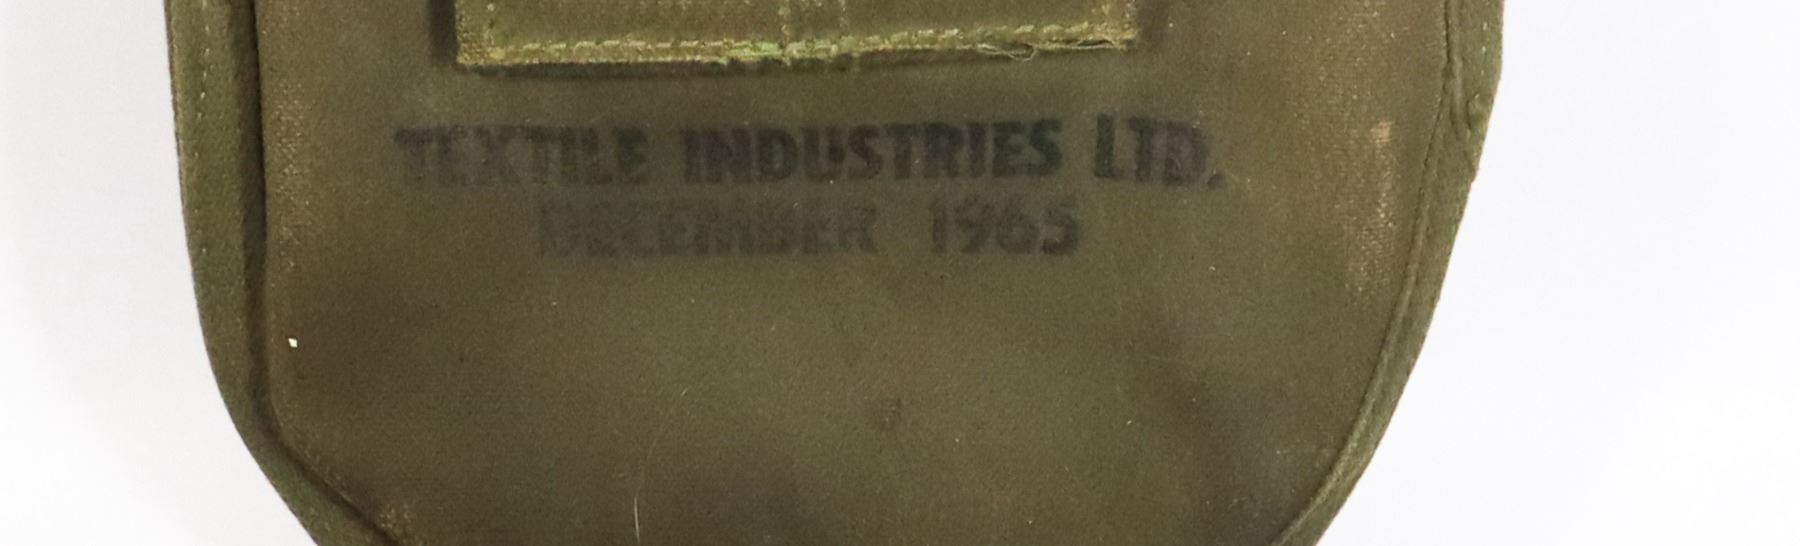 TEXTILE INDUSTRIES LTD.
DECEMBER 1965